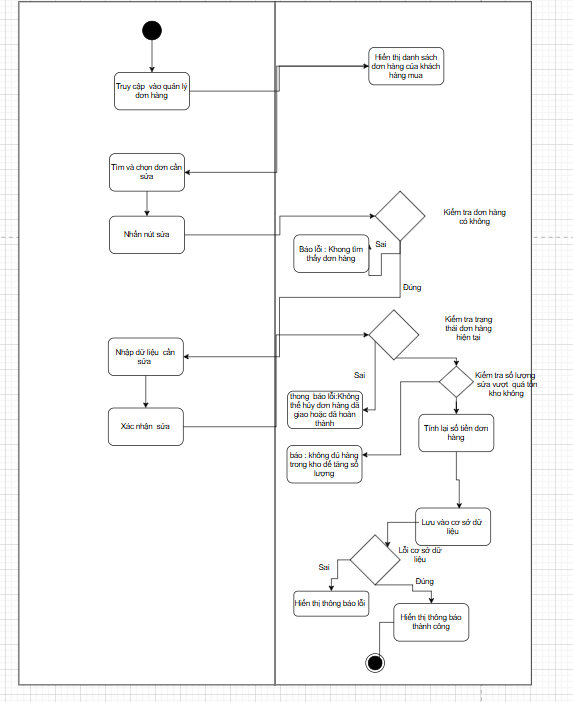 Hiển thị danh sách
đơn hàng của khách
hàng mua
Truy cập vào quản lý
đơn hàng
Tìm và chọn đơn cần
sửa
Nhấn nút sửa
Kiểm tra đơn hàng
có không
Sai
Báo lỗi : Khong tìm
thấy đơn hàng
Đúng
Kiểm tra trạng
thái đơn hàng
hiện tại
Nhập dữ liệu cần
sửa
Sai
Kiểm tra số lượng
sửa vượt quá tồn
kho không
thong báo lỗi:Không
thể hủy đơn hàng đã
giao hoặc đã hoàn
thành
Xác nhận sửa
Tính lại số tiền đơn
hàng
báo : không đủ hàng
trong kho để tăng số
lượng
Lưu vào cơ sở dữ
liệu
Lỗi cơ sở dữ
liệu
Sai
Đúng
Hiển thị thông báo lỗi
Hiển thị thông báo
thành công